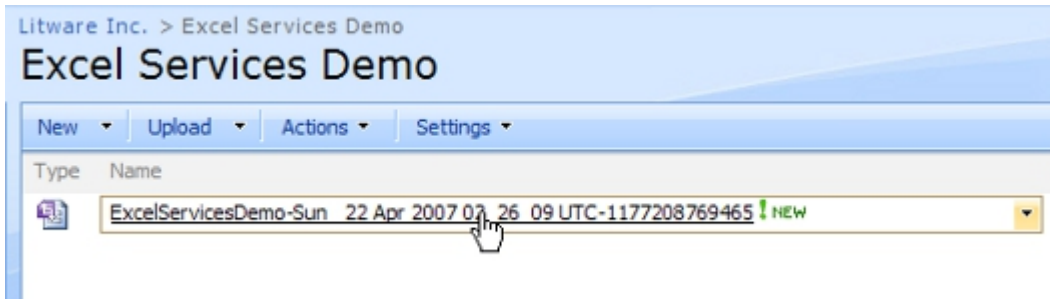 Litware Inc. > Excel Services Demo
Excel Services Demo
New Upload Actions Settings
Type Name
ExcelServicesDemo-Sun 22 Apr 2007 26 09 UTC-1177208769465 ! NEW